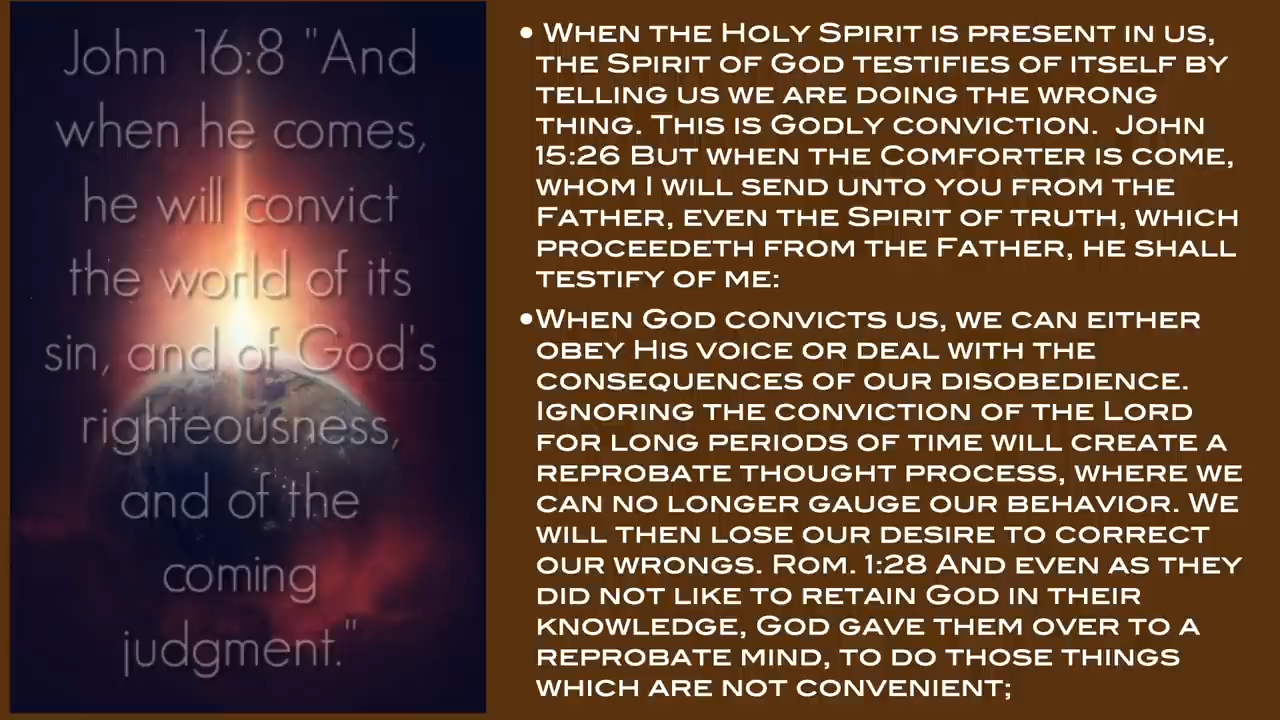 John 16:8 "And
when he comes,
he will convict
the world of its
sin, and of God's
righteousness,
and of the
coming
judgment."
• When the Holy Spirit is present in us,
the Spirit of God testifies of itself by
telling us we are doing the wrong
thing. This is Godly conviction.  John
15:26 But when the Comforter is come,
whom I will send unto you from the
Father, even the Spirit of truth, which
proceedeth from the Father, he shall
testify of me:
•When God convicts us, we can either
obey His voice or deal with the
consequences of our disobedience.
Ignoring the conviction of the Lord
for long periods of time will create a
reprobate thought process, where we
can no longer gauge our behavior. We
will then lose our desire to correct
our wrongs. Rom. 1:28 And even as they
did not like to retain God in their
knowledge, God gave them over to a
reprobate mind, to do those things
which are not convenient;